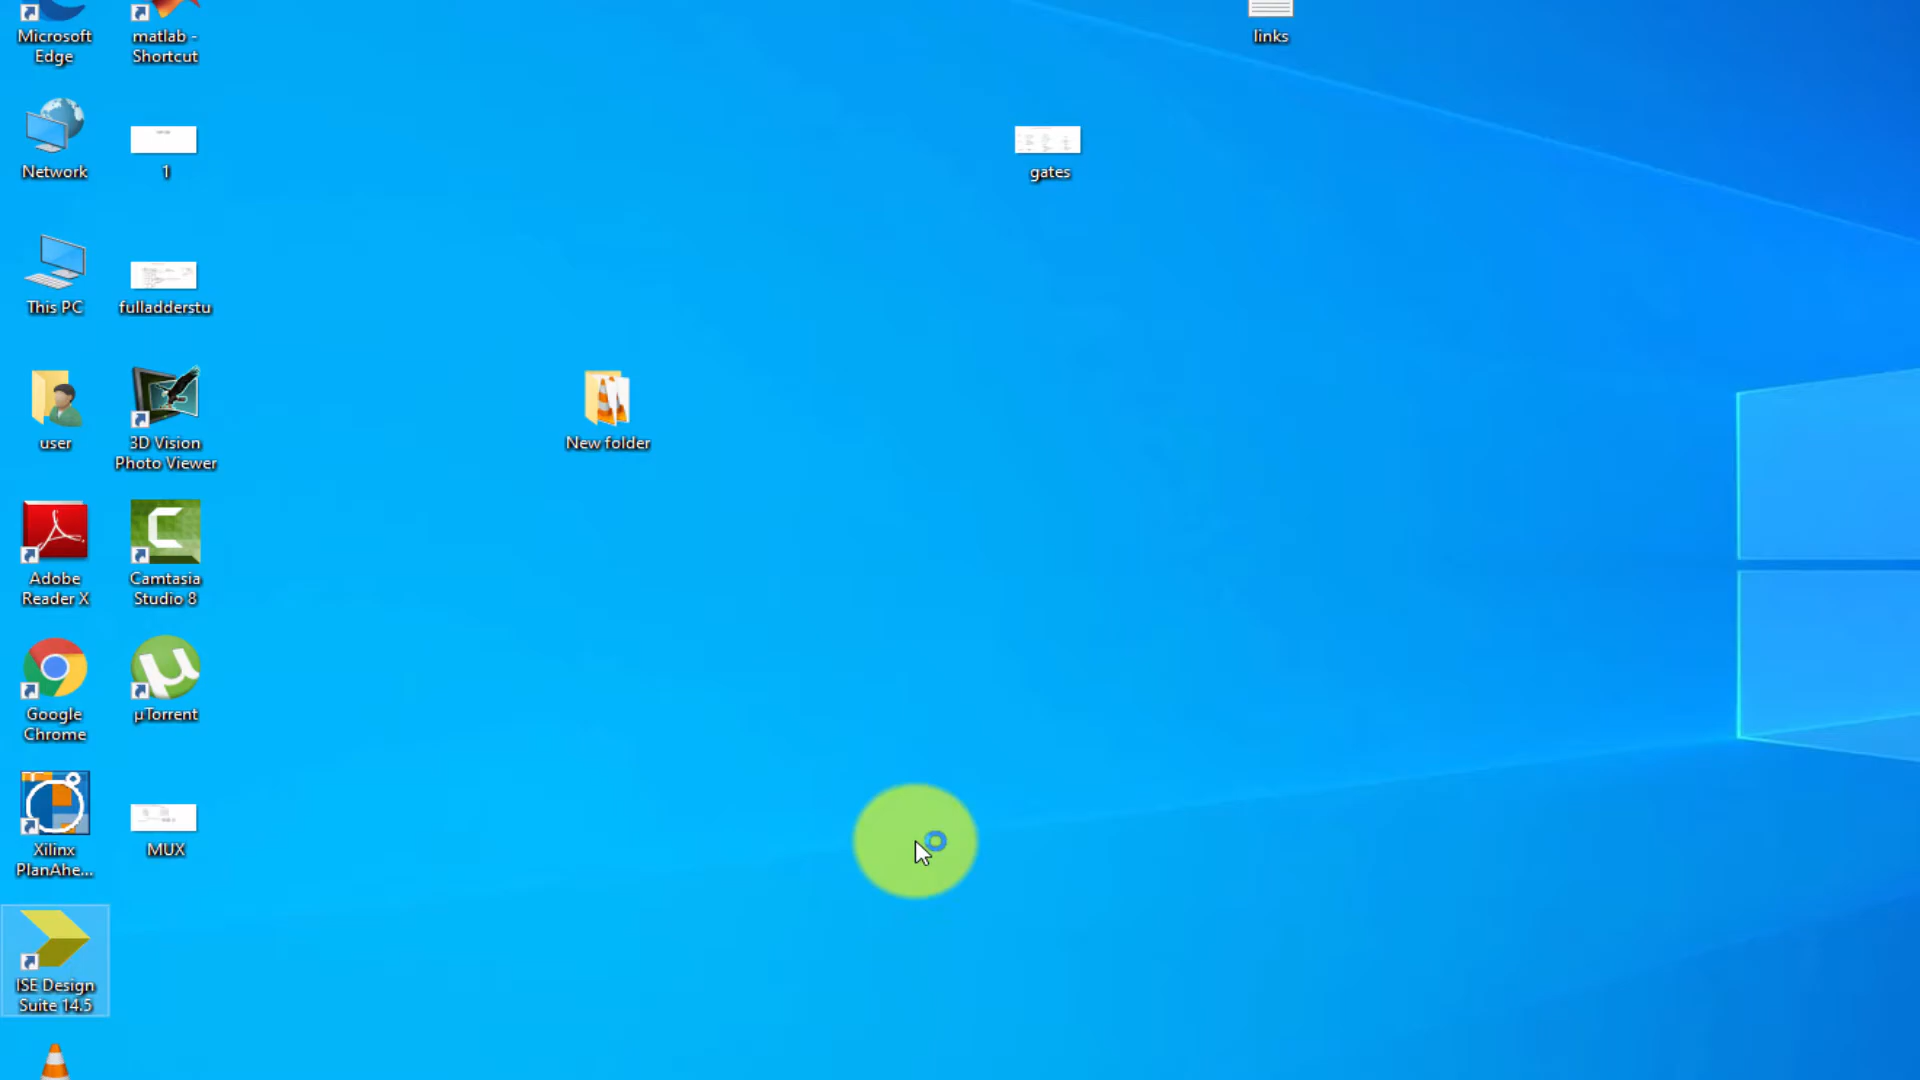 Microsoft
Edge
matlab -
Shortcut
links
Network
1
gates
This PC
fulladderstu
user
3D Vision
Photo Viewer
New folder
Adobe
Reader X
Camtasia
Studio 8
Google
Chrome
µTorrent
Xilinx
PlanAhe...
MUX
ISE Design
Suite 14.5